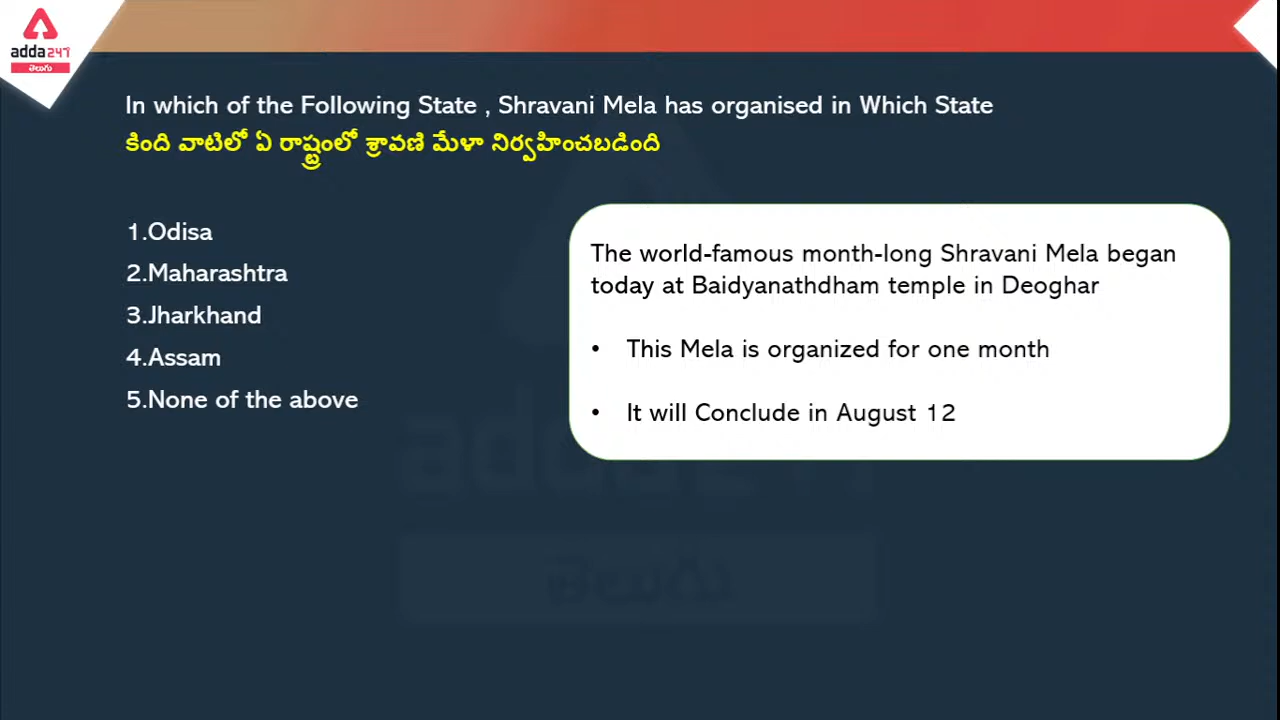 adda247
తెలుగు
In which of the Following State , Shravani Mela has organised in Which State
కింది వాటిలో ఏ రాష్ట్రంలో శ్రావణి మేళా నిర్వహించబడింది
1.Odisa
2.Maharashtra
3.Jharkhand
4.Assam
5.None of the above
The world-famous month-long Shravani Mela began
today at Baidyanathdham temple in Deoghar
• This Mela is organized for one month
• It will Conclude in August 12
adda247
తెలుగు